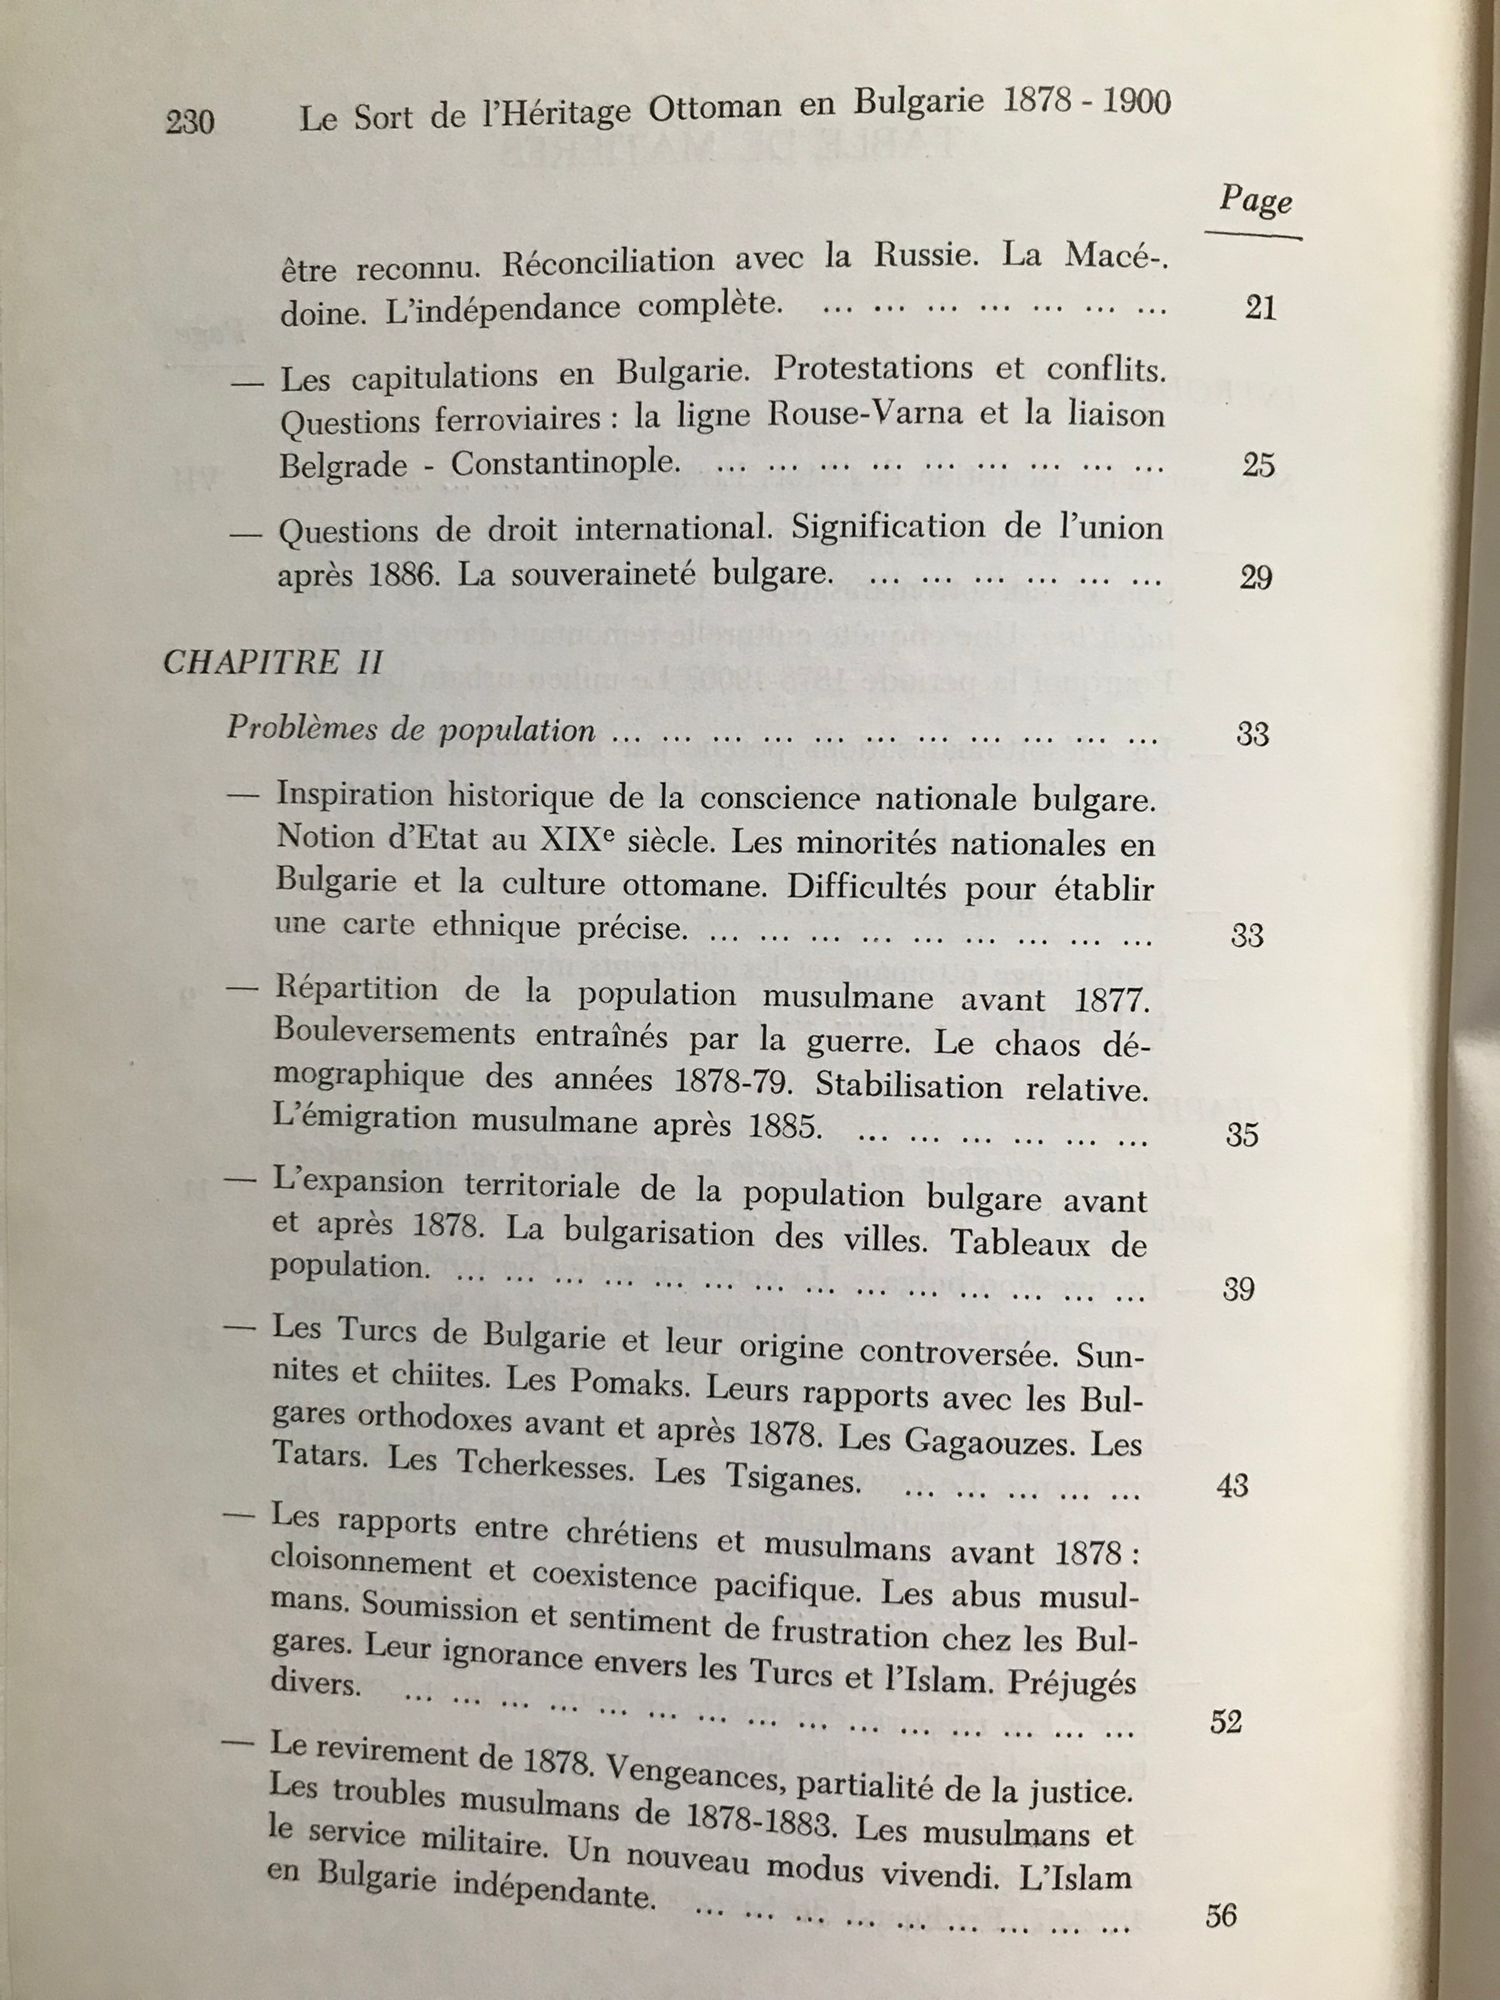 230 Le Sort de l'Héritage Ottoman en Bulgarie 1878 - 1900
Page
être reconnu. Réconciliation avec la Russie. La Macé-.
doine. L'indépendance complète. ... ... ... ... ... ... ... 21
— Les capitulations en Bulgarie. Protestations et conflits.
Questions ferroviaires : la ligne Rouse-Varna et la liaison
Belgrade - Constantinople. ... ... ... ... ... ... ... ... ... 25
— Questions de droit international. Signification de l'union
après 1886. La souveraineté bulgare. ... ... ... ... ... ... 29
CHAPITRE II
Problèmes de population ... ... ... ... ... ... ... ... ... ... ... 33
— Inspiration historique de la conscience nationale bulgare.
Notion d'Etat au XIXe siècle. Les minorités nationales en
Bulgarie et la culture ottomane. Difficultés pour établir
une carte ethnique précise. ... ... ... ... ... ... ... ... ... 33
— Répartition de la population musulmane avant 1877.
Bouleversements entraînés par la guerre. Le chaos dé-
mographique des années 1878-79. Stabilisation relative.
L'émigration musulmane après 1885. ... ... ... ... ... ... 35
— L'expansion territoriale de la population bulgare avant
et après 1878. La bulgarisation des villes. Tableaux de
population. ... ... ... ... ... ... ... ... ... ... ... ... ... ... 39
— Les Turcs de Bulgarie et leur origine controversée. Sun-
nites et chiites. Les Pomaks. Leurs rapports avec les Bul-
gares orthodoxes avant et après 1878. Les Gagaouzes. Les
Tatars. Les Tcherkesses. Les Tsiganes. ... ... ... ... ... 43
— Les rapports entre chrétiens et musulmans avant 1878 :
cloisonnement et coexistence pacifique. Les abus musul-
mans. Soumission et sentiment de frustration chez les Bul-
gares. Leur ignorance envers les Turcs et l'Islam. Préjugés
divers. ... ... ... ... ... ... ... ... ... ... ... ... ... ... ... 52
— Le revirement de 1878. Vengeances, partialité de la justice.
Les troubles musulmans de 1878-1883. Les musulmans et
le service militaire. Un nouveau modus vivendi. L'Islam
en Bulgarie indépendante. ... ... ... ... ... ... ... ... ... 56